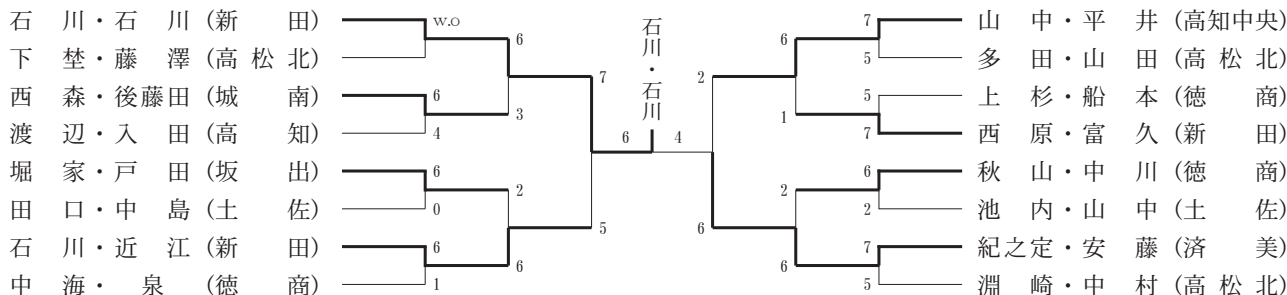 石川・石川（新田）
下埜・藤澤（高松北）
西森・後藤田（城南）
渡辺・入田（高知）
堀家・戸田（坂出）
田口・中島（土佐）
石川・近江（新田）
中海・泉（徳商）
W.O
6
4
6
0
6
1
6
3
2
6
7
5
6
石川・石川
4
2
6
6
1
2
6
7
5
5
7
6
2
7
5
山中・平井（高知中央）
多田・山田（高松北）
上杉・船本（徳商）
西原・富久（新田）
秋山・中川（徳商）
池内・山中（土佐）
紀之定・安藤（済美）
淵崎・中村（高松北）